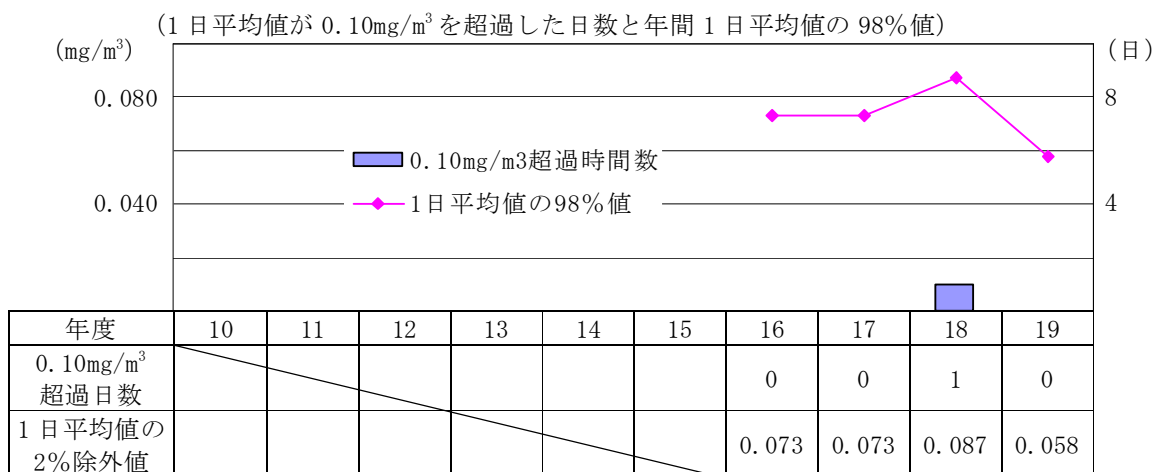 (1日平均値が 0.10mg/m³を超過した日数と年間1日平均値の 98%値)
(mg/m³)
(日)
0.080
8
0.10mg/m3超過時間数
0.040
1日平均値の98%値
4
年度 10 11 12 13 14 15 16 17 18 19
0.10mg/m³
超過日数
0 0 1 0
1日平均値の
2%除外値
0.073 0.073 0.087 0.058